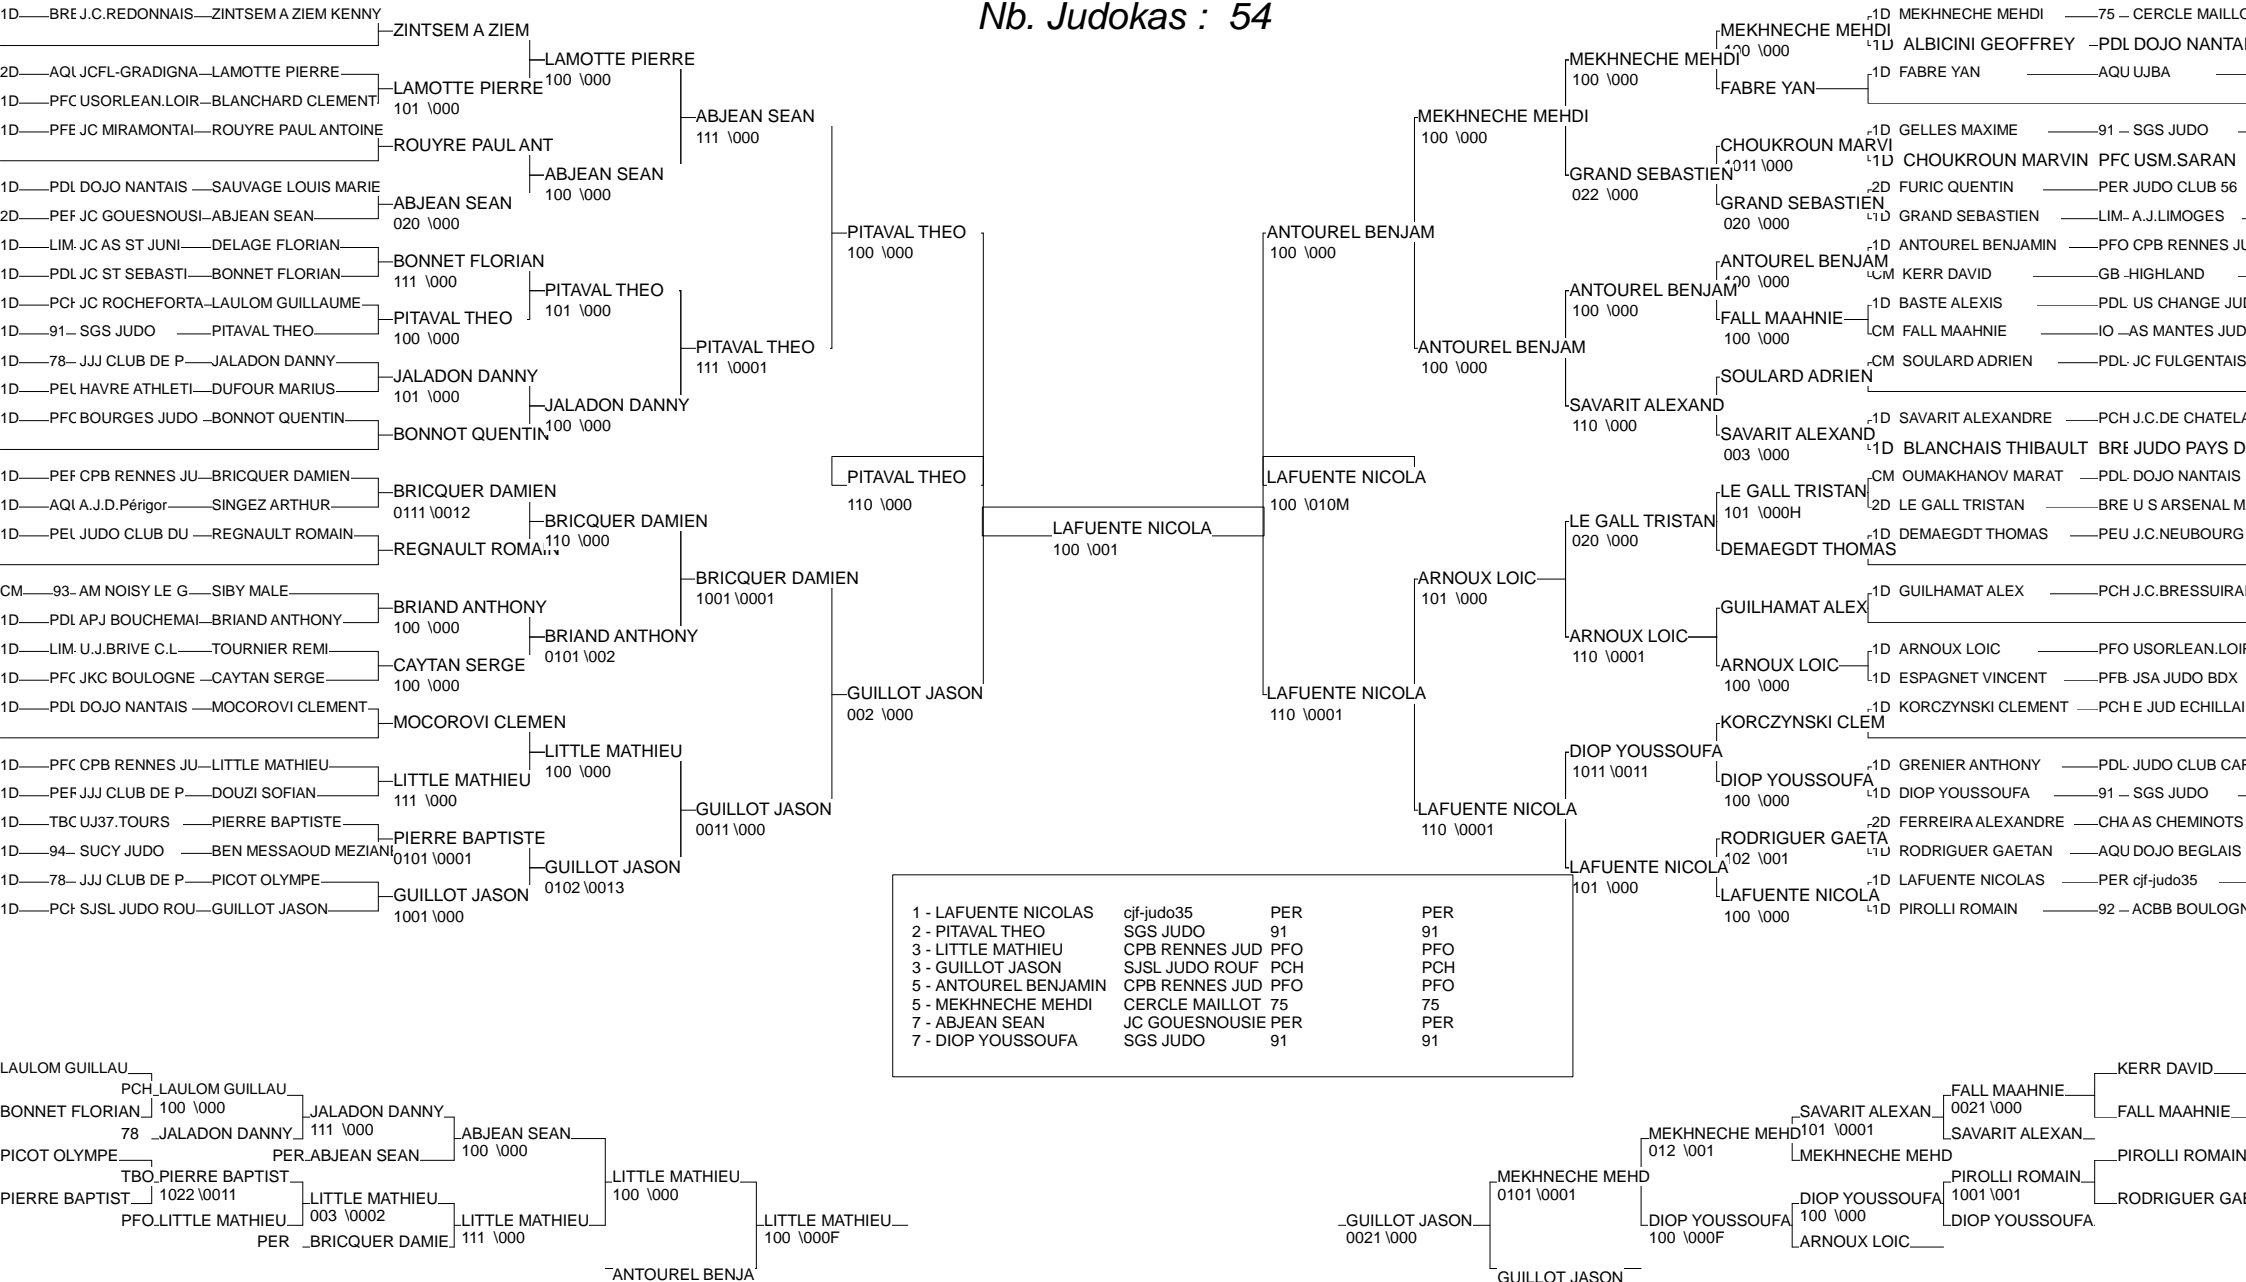 Nb. Judokas : 54
1D BRE J.C.REDONNAIS ZINTSEM A ZIEM KENNY
2D AQU JCFL-GRADIGNA LAMOTTE PIERRE
1D PFO USORLEAN.LOIR BLANCHARD CLEMENT
1D PFB JC MIRAMONTAI ROUYRE PAUL ANTOINE
1D PDL DOJO NANTAIS SAUVAGE LOUIS MARIE
2D PER JC GOUESNOUSI ABJEAN SEAN
1D LIM JC AS ST JUNI DELAGE FLORIAN
1D PDL JC ST SEBASTI BONNET FLORIAN
1D PCH JC ROCHEFORTA LAULOM GUILLAUME
1D 91 SGS JUDO PITAVAL THEO
1D 78 JJJ CLUB DE P JALADON DANNY
1D PEU HAVRE ATHLETI DUFOUR MARIUS
1D PFO BOURGES JUDO BONNOT QUENTIN
1D PER CPB RENNES JU BRICQUER DAMIEN
1D AQU A.J.D.Périgor SINGEZ ARTHUR
1D PEU JUDO CLUB DU REGNAULT ROMAIN
CM 93 AM NOISY LE G SIBY MALE
1D PDL APJ BOUCHEMAI BRIAND ANTHONY
1D LIM U.J.BRIVE C.L TOURNIER REMI
1D PFO JKC BOULOGNE CAYTAN SERGE
1D PDL DOJO NANTAIS MOCOROVI CLEMENT
1D PFO CPB RENNES JU LITTLE MATHIEU
1D PER JJJ CLUB DE P DOUZI SOFIAN
1D TBO UJ37.TOURS PIERRE BAPTISTE
1D 94 SUCY JUDO BEN MESSAOUD MEZIANE
1D 78 JJJ CLUB DE P PICOT OLYMPE
1D PCH SJSL JUDO ROU GUILLOT JASON
ZINTSEM A ZIEM
LAMOTTE PIERRE
101 \000
ROUYRE PAUL ANT
ABJEAN SEAN
020 \000
BONNET FLORIAN
111 \000
PITAVAL THEO
100 \000
JALADON DANNY
101 \000
BONNOT QUENTIN
BRICQUER DAMIEN
0111 \0012
REGNAULT ROMAIN
BRIAND ANTHONY
100 \000
CAYTAN SERGE
100 \000
MOCOROVI CLEMEN
LITTLE MATHIEU
111 \000
PIERRE BAPTISTE
0101 \0001
GUILLOT JASON
1001 \000
LAMOTTE PIERRE
100 \000
ABJEAN SEAN
100 \000
PITAVAL THEO
101 \000
JALADON DANNY
100 \000
BRICQUER DAMIEN
110 \000
BRIAND ANTHONY
0101 \002
LITTLE MATHIEU
100 \000
GUILLOT JASON
0102 \0013
ABJEAN SEAN
111 \000
PITAVAL THEO
111 \0001
BRICQUER DAMIEN
1001 \0001
GUILLOT JASON
0011 \000
PITAVAL THEO
100 \000
PITAVAL THEO
110 \000
GUILLOT JASON
002 \000
LAFUENTE NICOLA
100 \001
ANTOUREL BENJAM
100 \000
LAFUENTE NICOLA
100 \010M
LAFUENTE NICOLA
110 \0001
MEKHNECHE MEHDI
100 \000
ANTOUREL BENJAM
100 \000
ARNOUX LOIC
101 \000
LAFUENTE NICOLA
110 \0001
MEKHNECHE MEHDI
100 \000
GRAND SEBASTIEN
022 \000
ANTOUREL BENJAM
100 \000
SAVARIT ALEXAND
110 \000
LE GALL TRISTAN
020 \000
ARNOUX LOIC
110 \0001
DIOP YOUSSOUFA
1011 \0011
LAFUENTE NICOLA
101 \000
MEKHNECHE MEHDI
100 \000
FABRE YAN
CHOUKROUN MARVI
1011 \000
GRAND SEBASTIEN
020 \000
ANTOUREL BENJAM
100 \000
FALL MAAHNIE
100 \000
SOULARD ADRIEN
SAVARIT ALEXAND
003 \000
LE GALL TRISTAN
101 \000H
DEMAEGDT THOMAS
GUILHAMAT ALEX
ARNOUX LOIC
100 \000
KORCZYNSKI CLEM
DIOP YOUSSOUFA
100 \000
RODRIGUER GAETA
102 \001
LAFUENTE NICOLA
100 \000
1D MEKHNECHE MEHDI 75 CERCLE MAILLO
1D ALBICINI GEOFFREY PDL DOJO NANTAI
1D FABRE YAN AQU UJBA
1D GELLES MAXIME 91 SGS JUDO
1D CHOUKROUN MARVIN PFO USM.SARAN
2D FURIC QUENTIN PER JUDO CLUB 56
1D GRAND SEBASTIEN LIM A.J.LIMOGES
1D ANTOUREL BENJAMIN PFO CPB RENNES JU
CM KERR DAVID GB HIGHLAND
1D BASTE ALEXIS PDL US CHANGE JUD
CM FALL MAAHNIE IO AS MANTES JUD
CM SOULARD ADRIEN PDL JC FULGENTAIS
1D SAVARIT ALEXANDRE PCH J.C.DE CHATELA
1D BLANCHAIS THIBAULT BRE JUDO PAYS D
CM OUMAKHANOV MARAT PDL DOJO NANTAIS
2D LE GALL TRISTAN BRE U S ARSENAL M
1D DEMAEGDT THOMAS PEU J.C.NEUBOURG
1D GUILHAMAT ALEX PCH J.C.BRESSUIRAI
1D ARNOUX LOIC PFO USORLEAN.LOIR
1D ESPAGNET VINCENT PFB JSA JUDO BDX
1D KORCZYNSKI CLEMENT PCH E JUD ECHILLAI
1D GRENIER ANTHONY PDL JUDO CLUB CAR
1D DIOP YOUSSOUFA 91 SGS JUDO
2D FERREIRA ALEXANDRE CHA AS CHEMINOTS
1D RODRIGUER GAETAN AQU DOJO BEGLAIS
1D LAFUENTE NICOLAS PER cjf-judo35
1D PIROLLI ROMAIN 92 ACBB BOULOGN
1 - LAFUENTE NICOLAS cjf-judo35 PER PER
2 - PITAVAL THEO SGS JUDO 91 91
3 - LITTLE MATHIEU CPB RENNES JUD PFO PFO
3 - GUILLOT JASON SJSL JUDO ROUF PCH PCH
5 - ANTOUREL BENJAMIN CPB RENNES JUD PFO PFO
5 - MEKHNECHE MEHDI CERCLE MAILLOT 75 75
7 - ABJEAN SEAN JC GOUESNOUSIE PER PER
7 - DIOP YOUSSOUFA SGS JUDO 91 91
LAULOM GUILLAU
BONNET FLORIAN
PICOT OLYMPE
PIERRE BAPTIST
PCH LAULOM GUILLAU
100 \000
78 JALADON DANNY
TBO PIERRE BAPTIST
1022 \0011
PFO LITTLE MATHIEU
JALADON DANNY
111 \000
PER ABJEAN SEAN
LITTLE MATHIEU
003 \0002
PER BRICQUER DAMIE
ABJEAN SEAN
100 \000
LITTLE MATHIEU
111 \000
LITTLE MATHIEU
100 \000
ANTOUREL BENJA
LITTLE MATHIEU
100 \000F
GUILLOT JASON
0021 \000
MEKHNECHE MEHD
0101 \0001
GUILLOT JASON
MEKHNECHE MEHD
012 \001
DIOP YOUSSOUFA
100 \000F
SAVARIT ALEXAN
101 \0001
MEKHNECHE MEHD
DIOP YOUSSOUFA
100 \000
ARNOUX LOIC
FALL MAAHNIE
0021 \000
SAVARIT ALEXAN
PIROLLI ROMAIN
1001 \001
DIOP YOUSSOUFA
KERR DAVID
FALL MAAHNIE
PIROLLI ROMAIN
RODRIGUER GAE